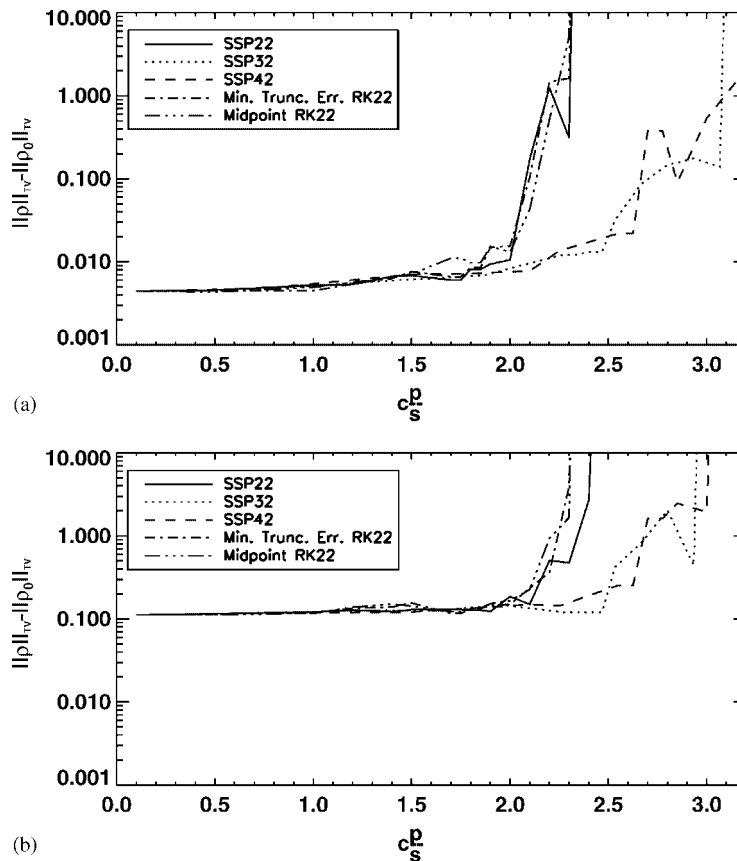 10.000
1.000
0.100
0.010
0.001
||ρ||TV-||ρ0||TV
SSP22
SSP32
SSP42
Min. Trunc. Err. RK22
Midpoint RK22
0.0 0.5 1.0 1.5 2.0 2.5 3.0
c p/s
(a)
10.000
1.000
0.100
0.010
0.001
||ρ||TV-||ρ0||TV
SSP22
SSP32
SSP42
Min. Trunc. Err. RK22
Midpoint RK22
0.0 0.5 1.0 1.5 2.0 2.5 3.0
c p/s
(b)